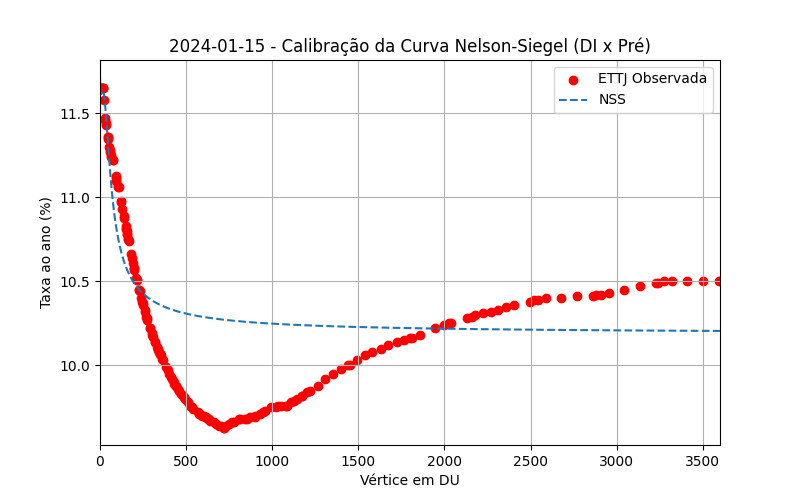 2024-01-15 - Calibração da Curva Nelson-Siegel (DI x Pré)
ETTJ Observada
NSS
Taxa ao ano (%)
11.5
11.0
10.5
10.0
0 500 1000 1500 2000 2500 3000 3500
Vértice em DU